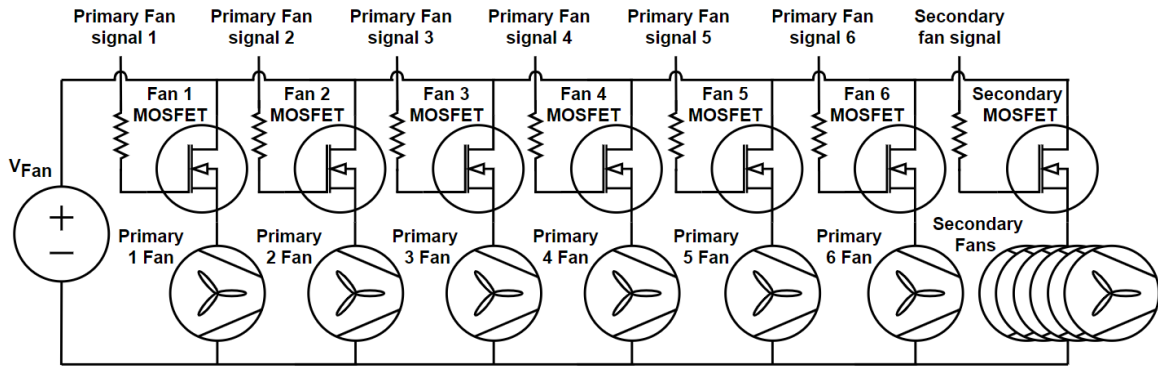 Primary Fan
signal 1
Primary Fan
signal 2
Primary Fan
signal 3
Primary Fan
signal 4
Primary Fan
signal 5
Primary Fan
signal 6
Secondary
fan signal
Fan 1
MOSFET
Fan 2
MOSFET
Fan 3
MOSFET
Fan 4
MOSFET
Fan 5
MOSFET
Fan 6
MOSFET
Secondary
MOSFET
VFan
+
−
Primary
1 Fan
Primary
2 Fan
Primary
3 Fan
Primary
4 Fan
Primary
5 Fan
Primary
6 Fan
Secondary
Fans